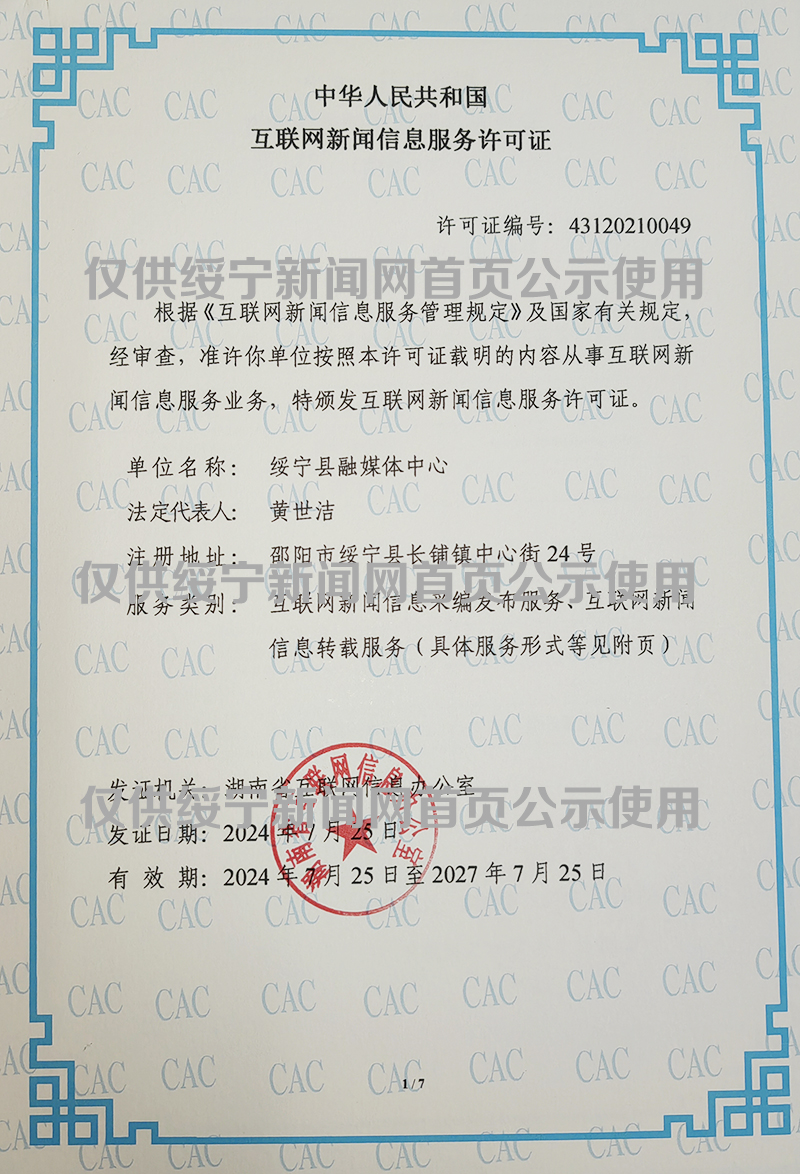 中华人民共和国
互联网新闻信息服务许可证
许可证编号：43120210049
仅供绥宁新闻网首页公示使用
根据《互联网新闻信息服务管理规定》及国家有关规定，
经审查，准许你单位按照本许可证载明的内容从事互联网新
闻信息服务业务，特颁发互联网新闻信息服务许可证。
单位名称： 绥宁县融媒体中心
法定代表人： 黄世洁
注册地址： 邵阳市绥宁县长铺镇中心街24号
仅供绥宁新闻网首页公示使用
服务类别： 互联网新闻信息采编发布服务、互联网新闻
信息转载服务（具体服务形式等见附页）
发证机关：湖南省互联网信息办公室
仅供绥宁新闻网首页公示使用
发证日期：2024年7月25日
有效期：2024年7月25日至2027年7月25日
湖南省互联网信息办公室
1/7
CAC